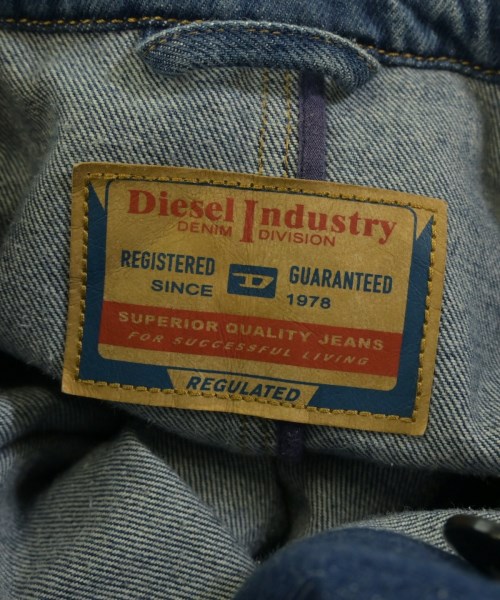 Diesel Industry
DENIM DIVISION
REGISTERED D GUARANTEED
SINCE 1978
SUPERIOR QUALITY JEANS
FOR SUCCESSFUL LIVING
REGULATED